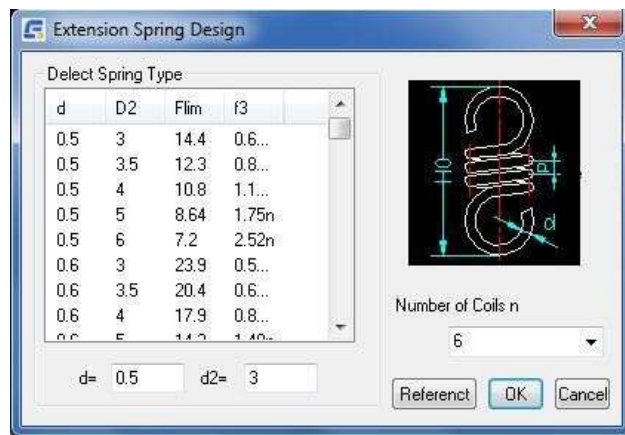 Extension Spring Design
Delect Spring Type
d D2 Flim f3
0.5 3 14.4 0.6...
0.5 3.5 12.3 0.8...
0.5 4 10.8 1.1...
0.5 5 8.64 1.75n
0.5 6 7.2 2.52n
0.6 3 23.9 0.5...
0.6 3.5 20.4 0.6...
0.6 4 17.9 0.8...
d= 0.5 d2= 3
H0
d
Number of Coils n
6
Referenct OK Cancel